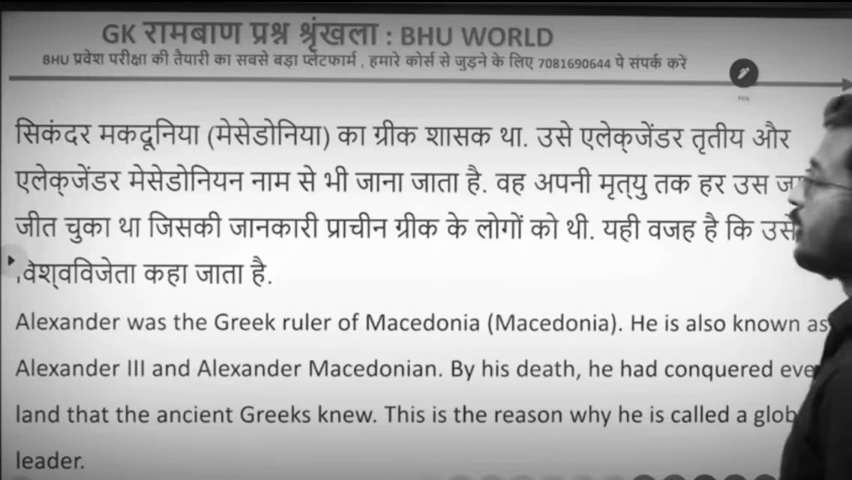 GK रामबाण प्रश्न श्रृंखला : BHU WORLD
BHU प्रवेश परीक्षा की तैयारी का सबसे बड़ा प्लेटफार्म , हमारे कोर्स से जुड़ने के लिए 7081690644 पे संपर्क करें
PEN
सिकंदर मकदूनिया (मेसेडोनिया) का ग्रीक शासक था. उसे एलेक्जेंडर तृतीय और
एलेक्जेंडर मेसेडोनियन नाम से भी जाना जाता है. वह अपनी मृत्यु तक हर उस
जीत चुका था जिसकी जानकारी प्राचीन ग्रीक के लोगों को थी. यही वजह है कि उसे
विश्वविजेता कहा जाता है.
Alexander was the Greek ruler of Macedonia (Macedonia). He is also known as
Alexander III and Alexander Macedonian. By his death, he had conquered
land that the ancient Greeks knew. This is the reason why he is called a
leader.